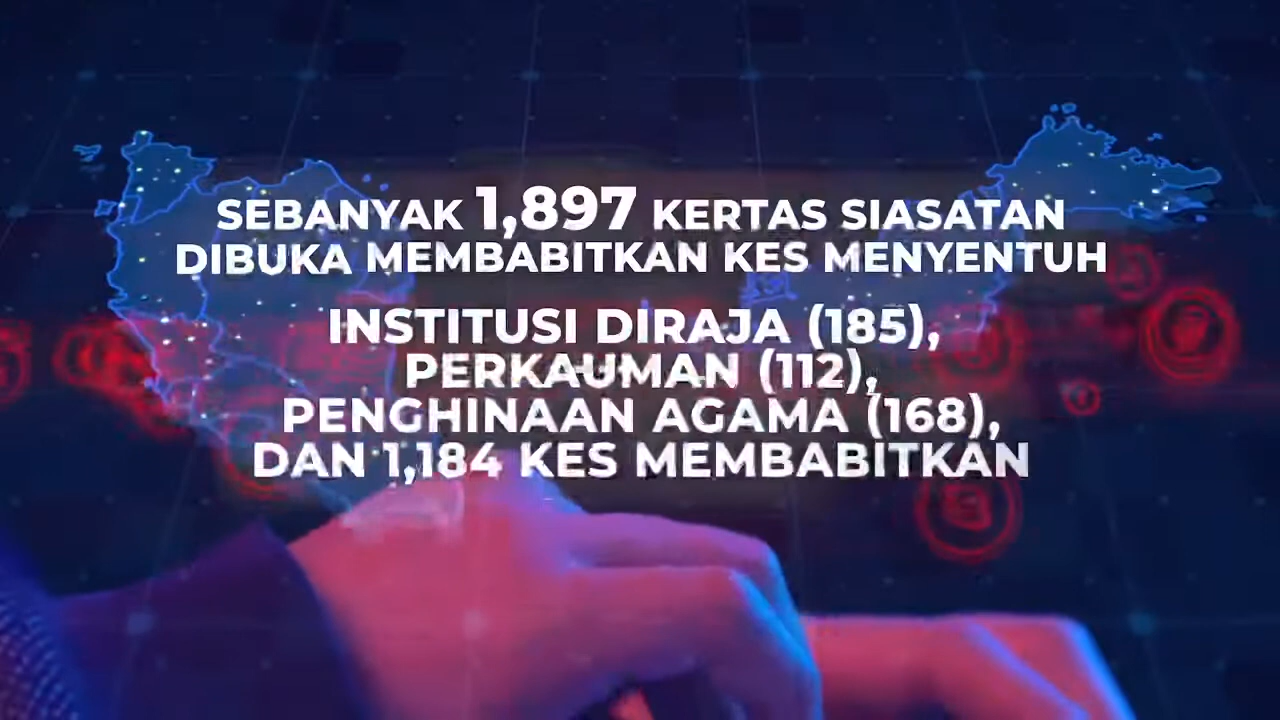 SEBANYAK 1,897 KERTAS SIASATAN
DIBUKA MEMBABITKAN KES MENYENTUH
INSTITUSI DIRAJA (185),
PERKAUMAN (112),
PENGHINAAN AGAMA (168),
DAN 1,184 KES MEMBABITKAN